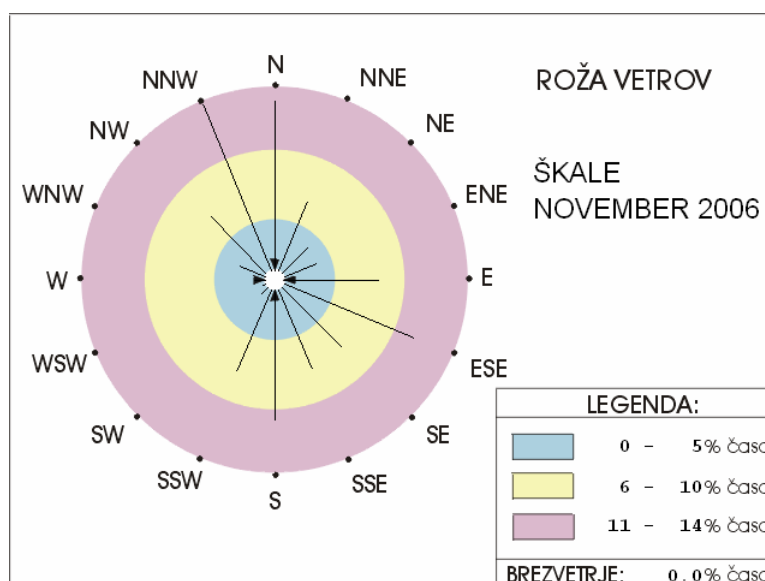 ROŽA VETROV
ŠKALE
NOVEMBER 2006
N
NNE
NE
ENE
E
ESE
SE
SSE
S
SSW
SW
WSW
W
WNW
NW
NNW
LEGENDA:
0 - 5% časa
6 - 10% časa
11 - 14% časa
BREZVETRJE: 0.0% časa